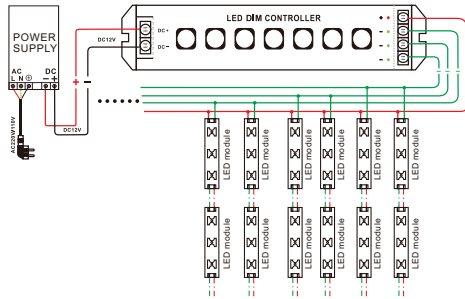 LED DIM CONTROLLER
POWER
SUPPLY
DC+
DC−
DC12V
+
−
−
−
AC
DC
L N ⏚
− +
+ −
AC220V/110V
DC12V
LED module
LED module
LED module
LED module
LED module
LED module
LED module
LED module
LED module
LED module
LED module
LED module